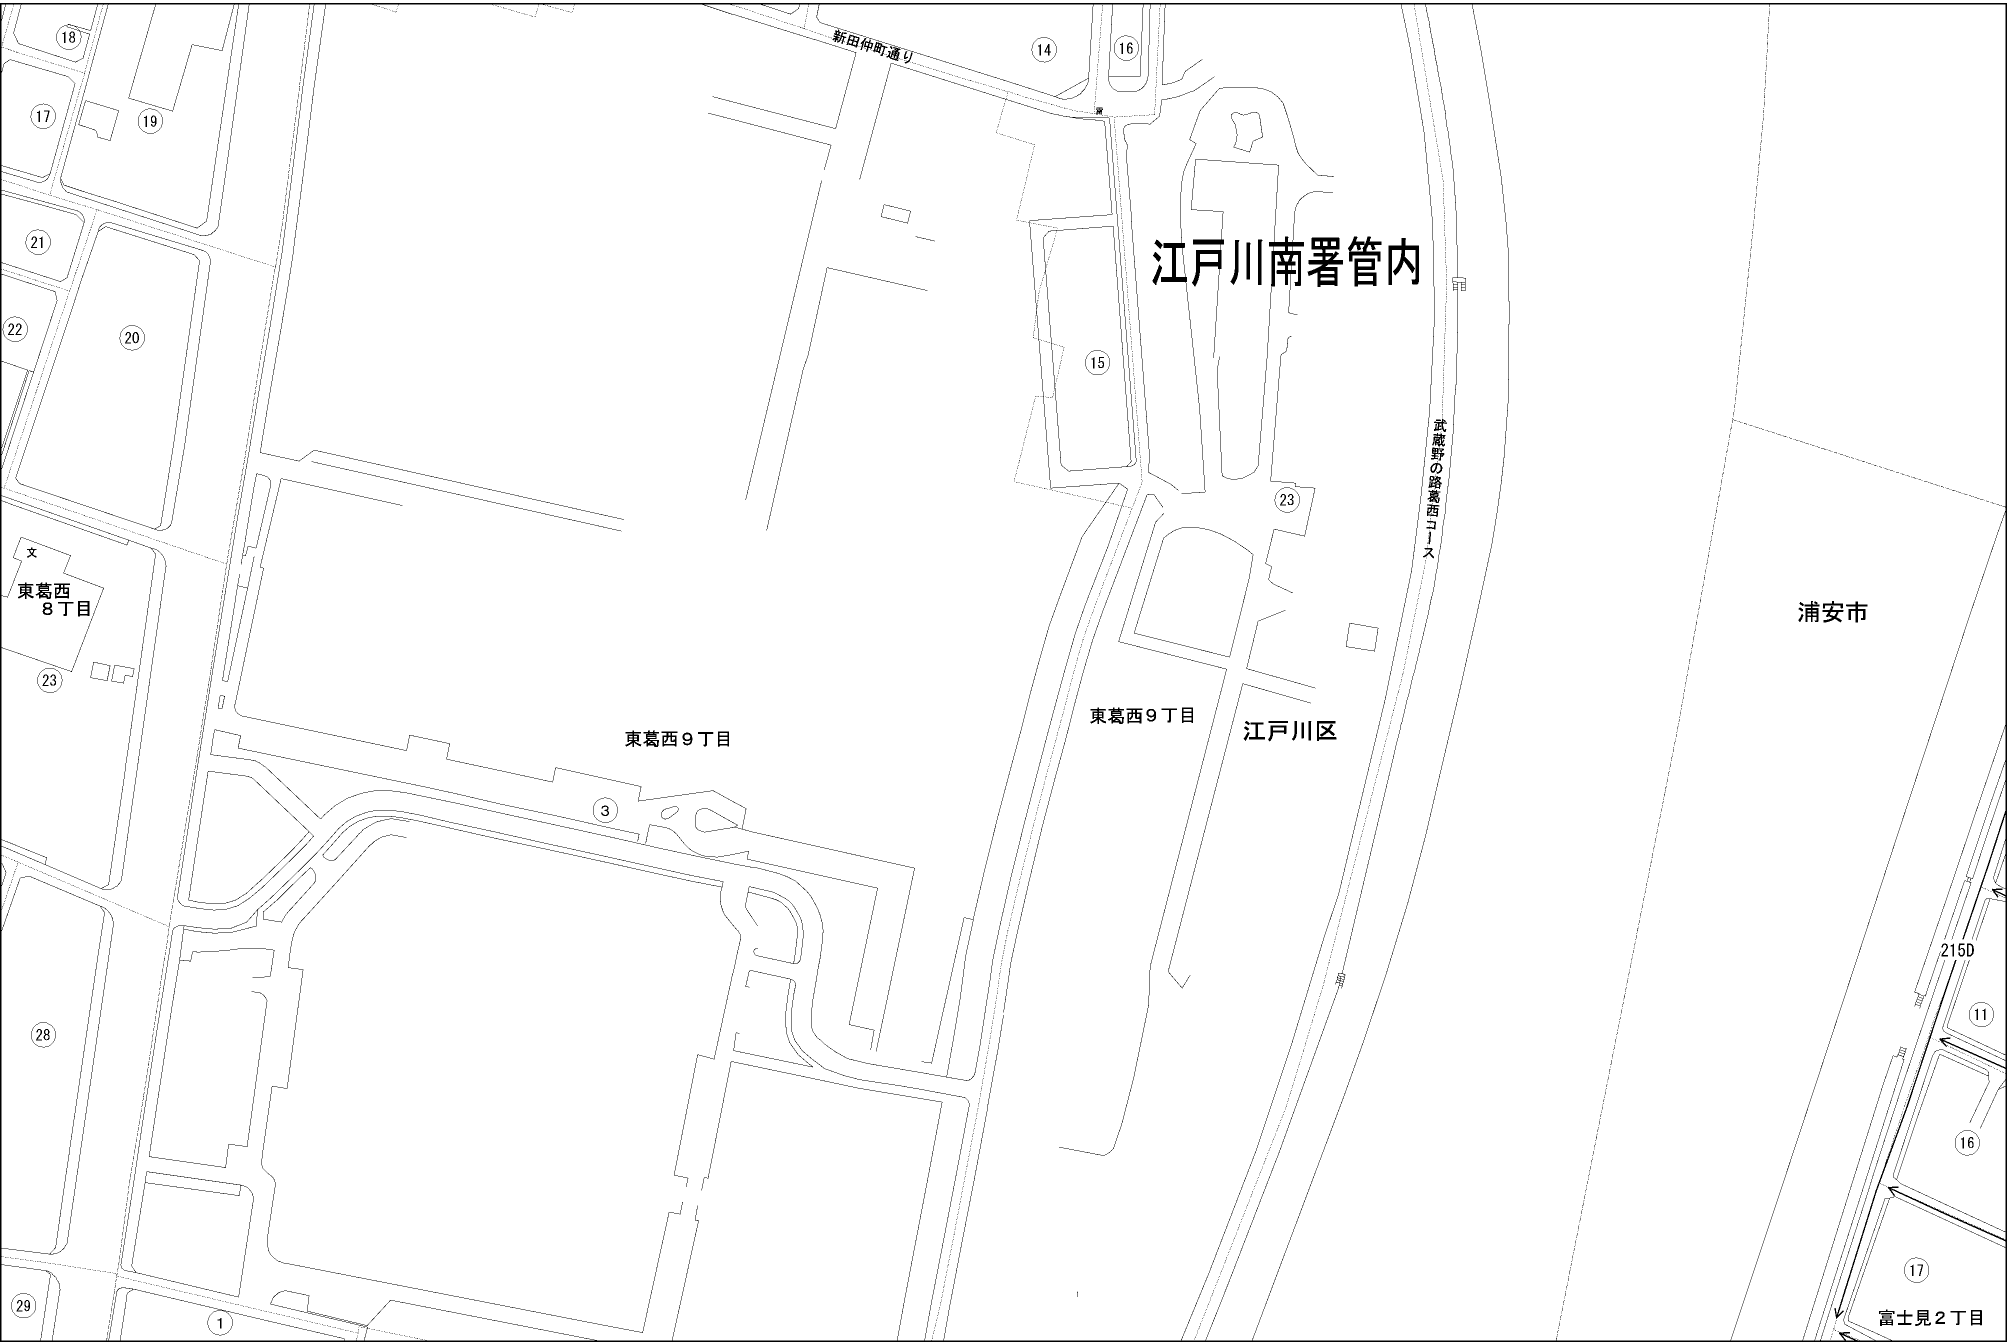 18
新田仲町通り
14
16
17
19
江戸川南署管内
21
22
20
15
武蔵野の路葛西コース
23
文
東葛西
8丁目
23
浦安市
東葛西9丁目
東葛西9丁目
江戸川区
3
215D
28
11
16
17
29
1
富士見2丁目